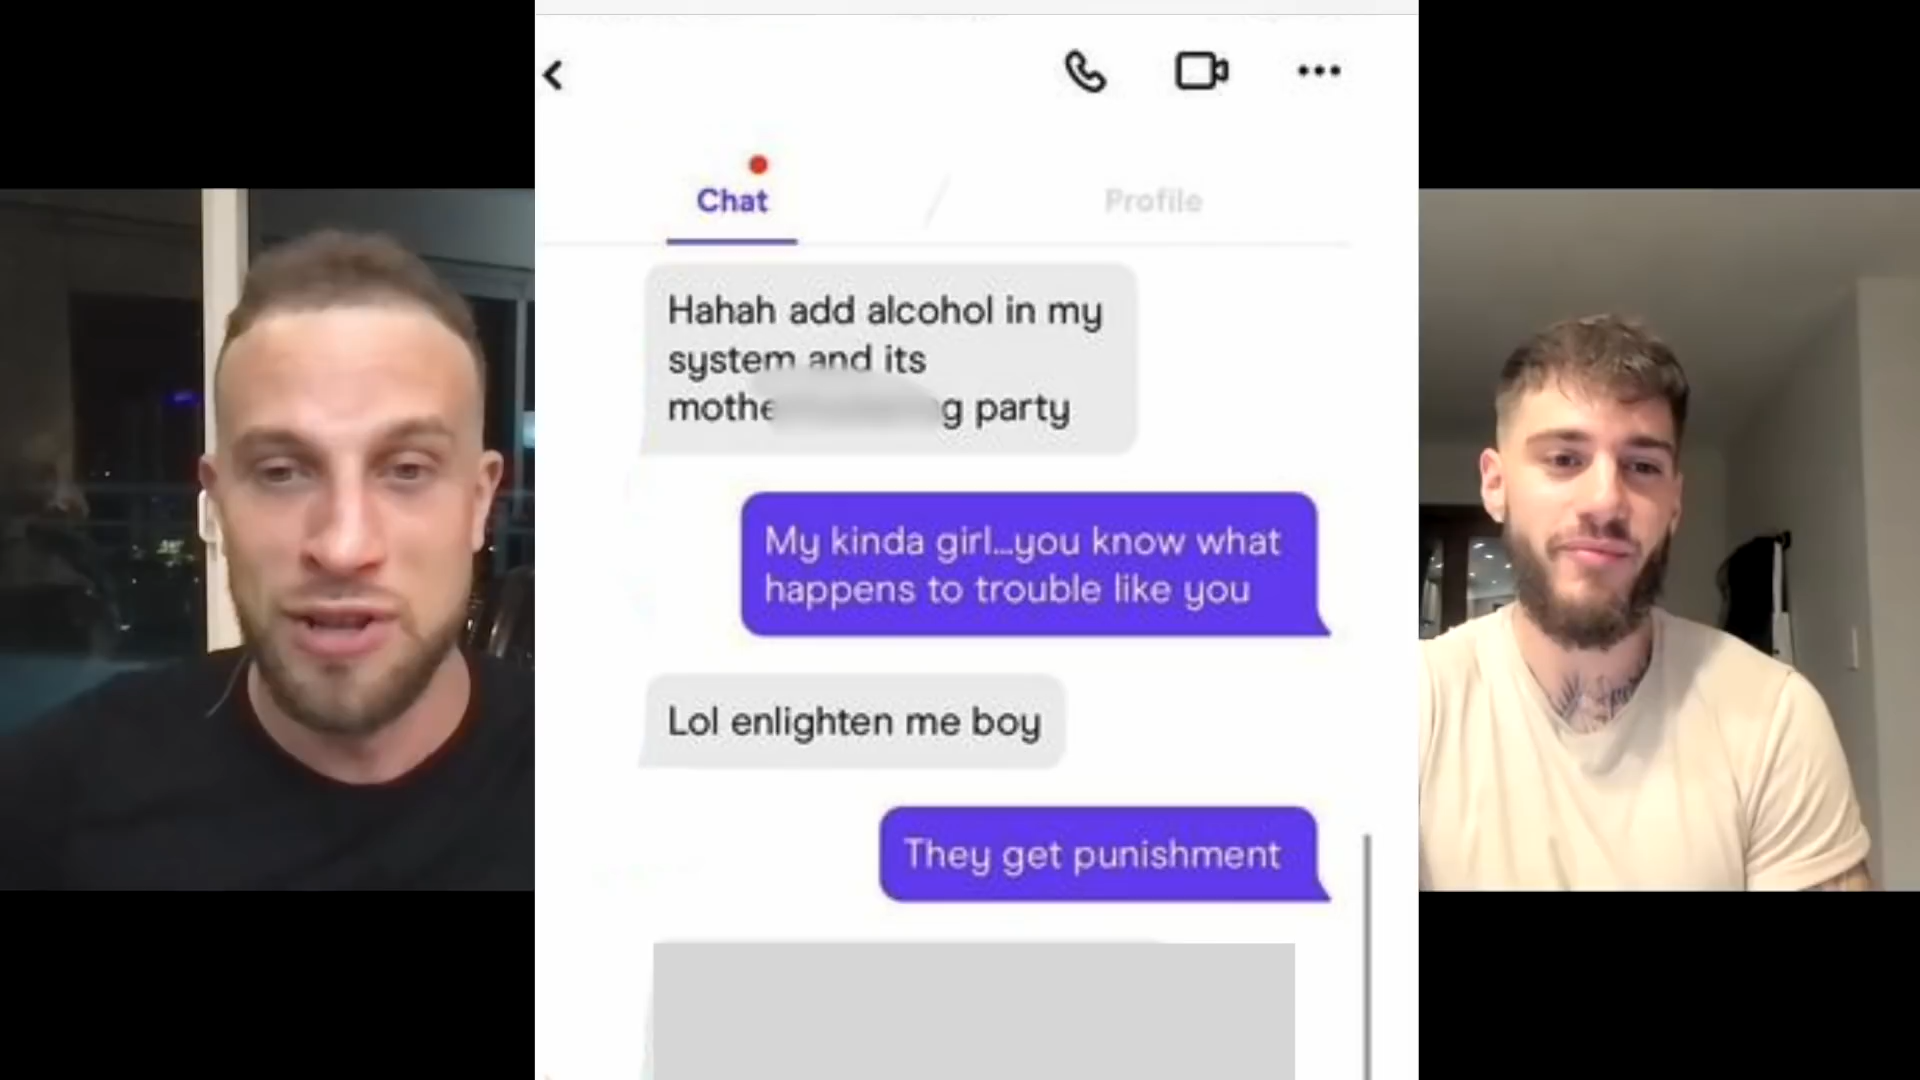 Chat
Profile
Hahah add alcohol in my
system and its
party
My kinda girl...you know what
happens to trouble like you
Lol enlighten me boy
They get punishment